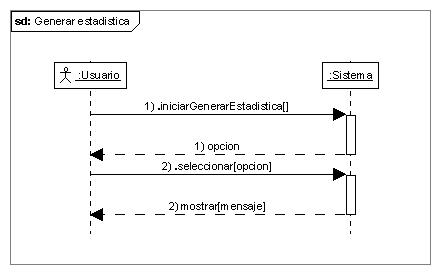 sd: Generar estadistica
:Usuario
:Sistema
1) .iniciarGenerarEstadistica[]
1) opcion
2) .seleccionar[opcion]
2) mostrar[mensaje]